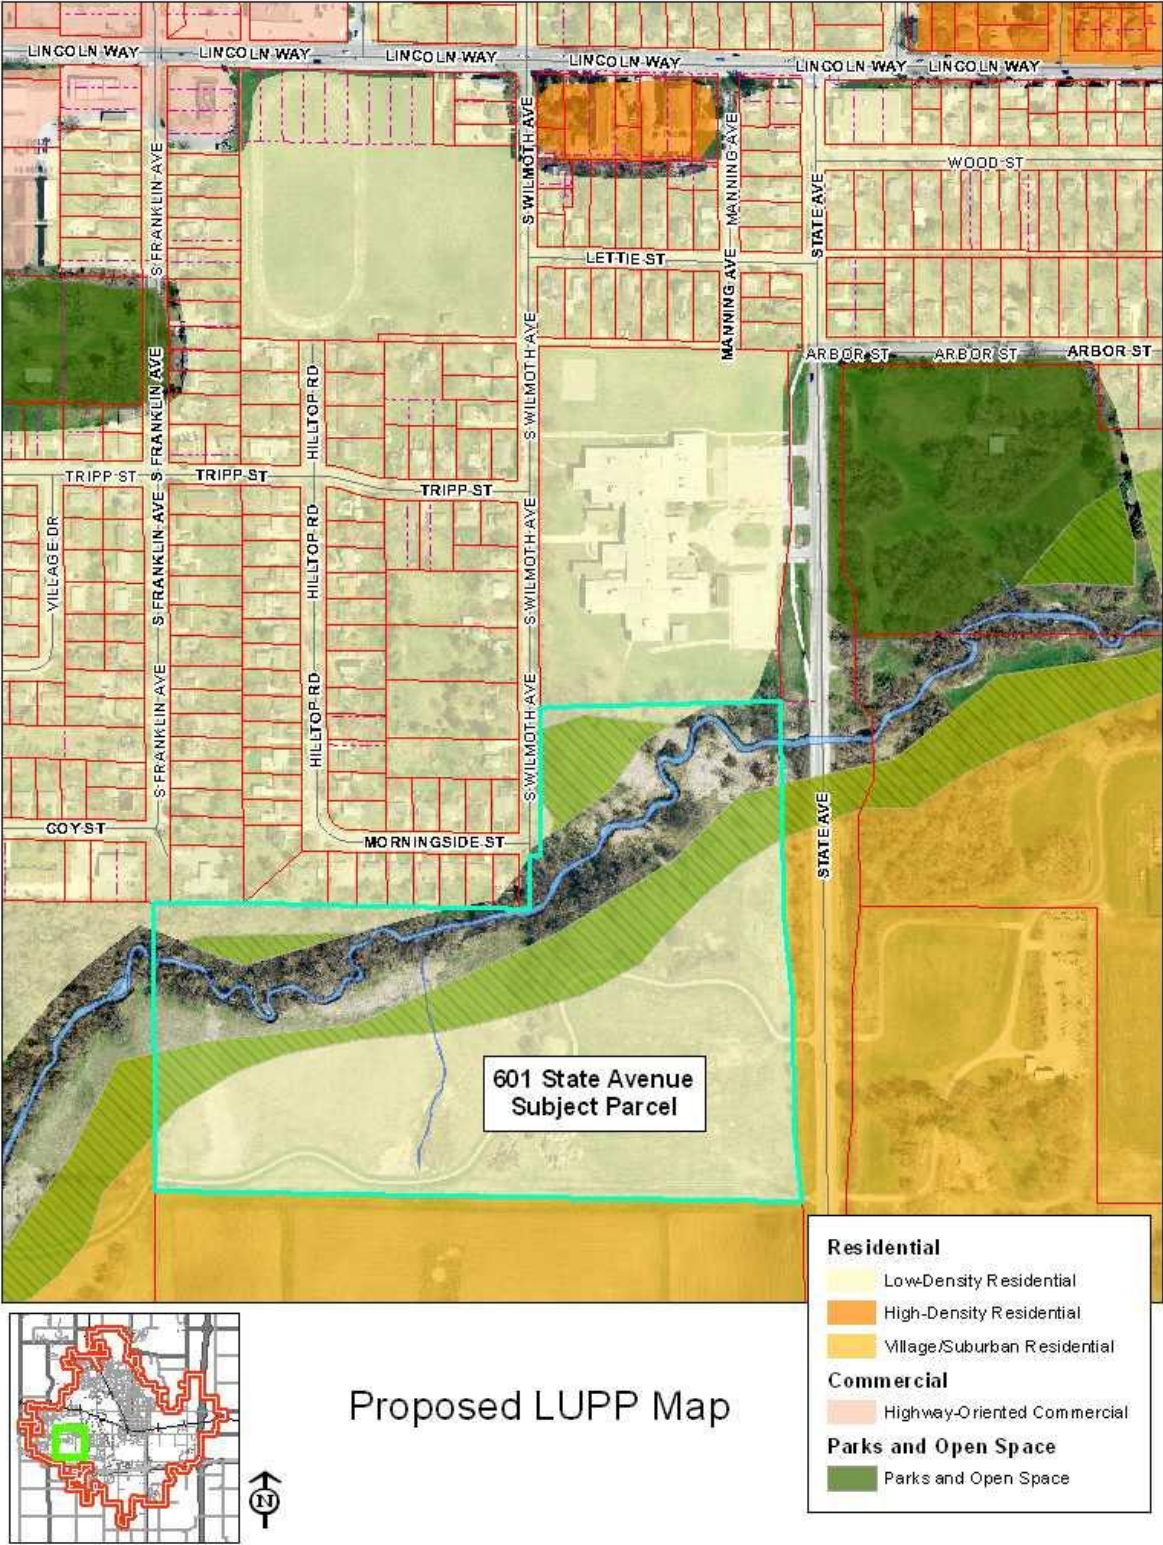 LINCOLN WAY
LINCOLN WAY
LINCOLN WAY
LINCOLN WAY
LINCOLN WAY
LINCOLN WAY
S FRANKLIN AVE
S WILMOTH AVE
MANNING AVE
STATE AVE
WOOD ST
LETTIE ST
MANNING AVE
ARBOR ST
ARBOR ST
ARBOR ST
S FRANKLIN AVE
HILLTOP RD
S WILMOTH AVE
TRIPP ST
TRIPP ST
TRIPP ST
VILLAGE DR
S FRANKLIN AVE
HILLTOP RD
S WILMOTH AVE
S FRANKLIN AVE
HILLTOP RD
S WILMOTH AVE
COY ST
MORNINGSIDE ST
STATE AVE
601 State Avenue
Subject Parcel
Residential
Low-Density Residential
High-Density Residential
Village/Suburban Residential
Commercial
Highway-Oriented Commercial
Parks and Open Space
Parks and Open Space
Proposed LUPP Map
N